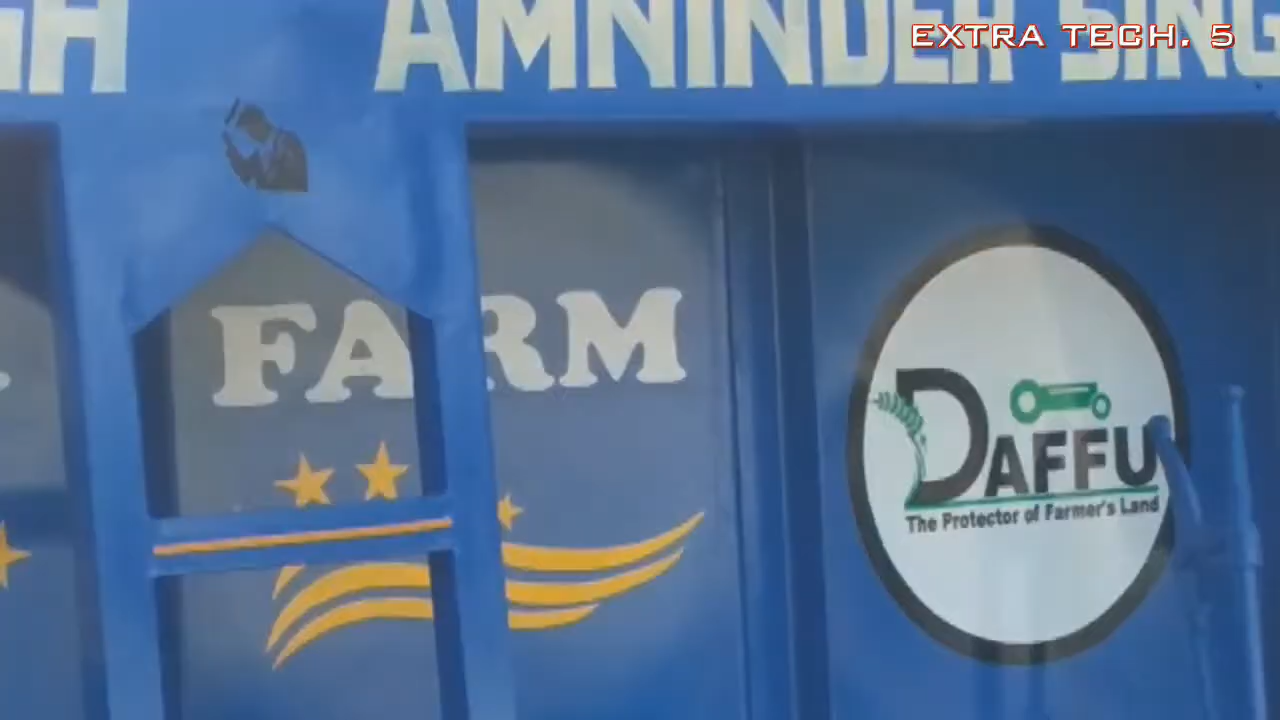 AMNINDER SING
EXTRA TECH. 5
FARM
DAFFU
The Protector of Farmer's Land